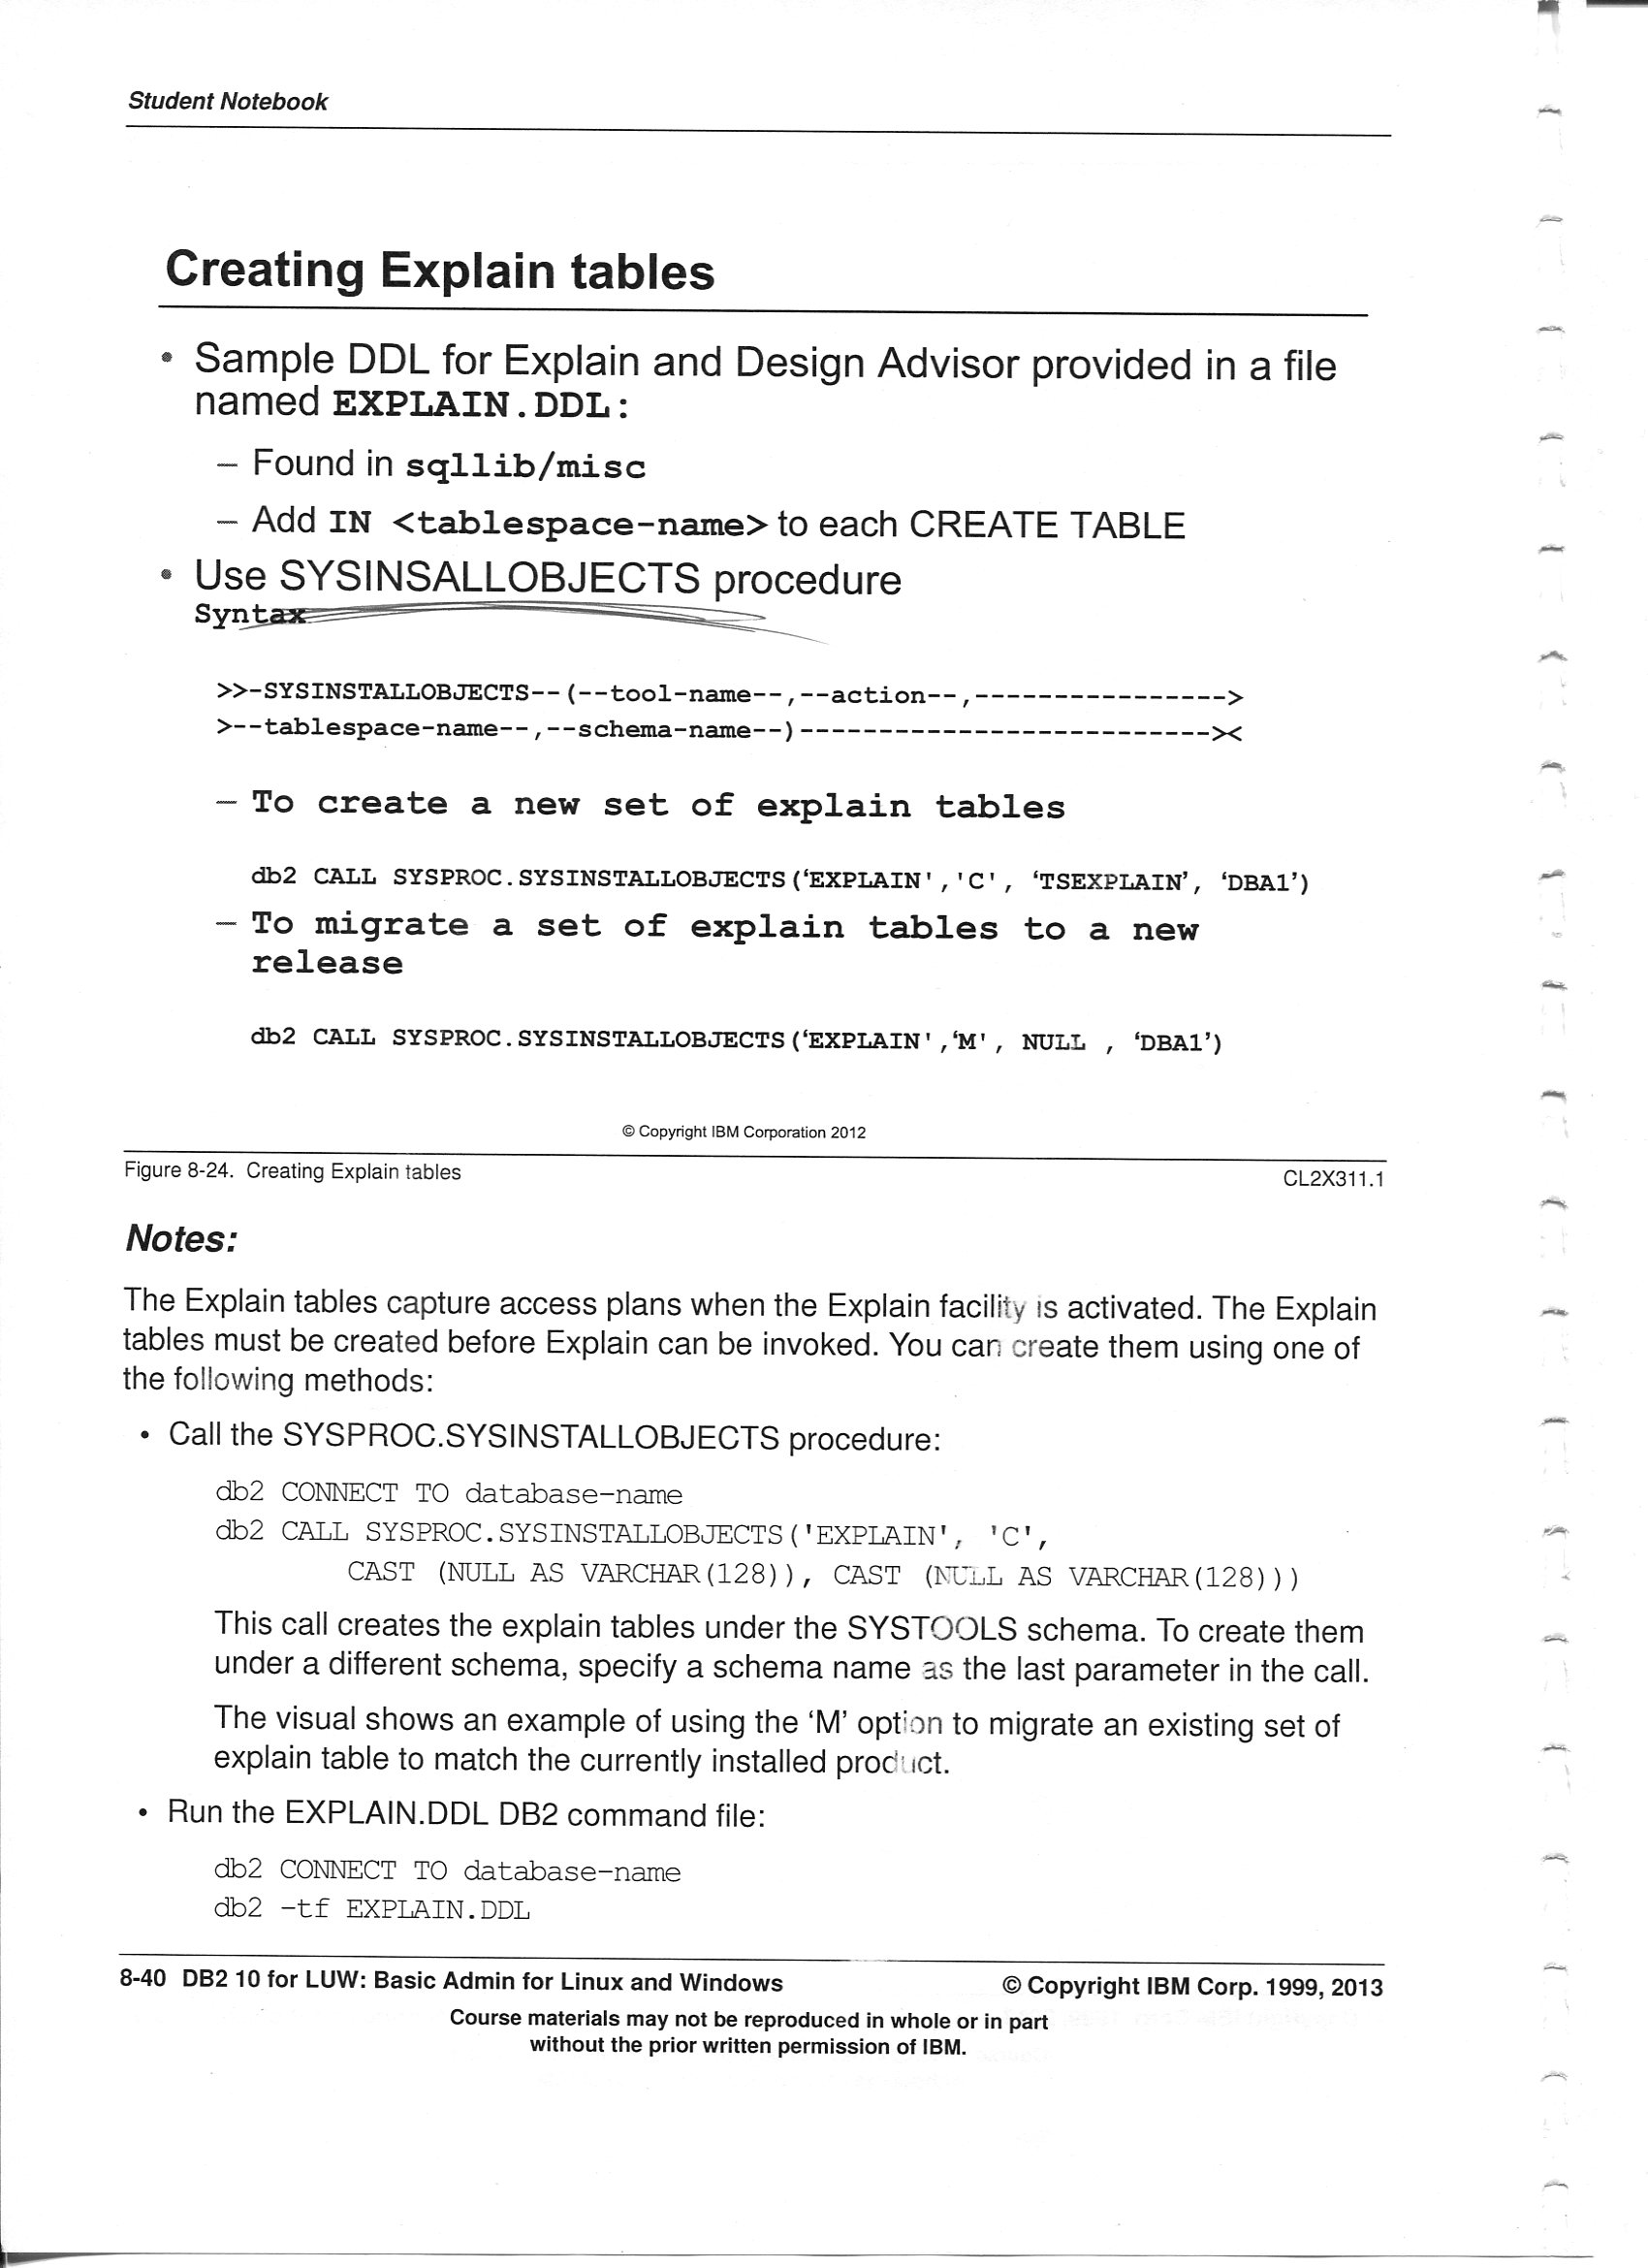 Student Notebook
Creating Explain tables
• Sample DDL for Explain and Design Advisor provided in a file
named EXPLAIN.DDL:
– Found in sqllib/misc
– Add IN <tablespace-name> to each CREATE TABLE
• Use SYSINSALLOBJECTS procedure
Syntax
>>-SYSINSTALLOBJECTS--(--tool-name--,--action--,---------------->
>--tablespace-name--,--schema-name--)--------------------------><
– To create a new set of explain tables
db2 CALL SYSPROC.SYSINSTALLOBJECTS(‘EXPLAIN','C', ‘TSEXPLAIN’, ‘DBA1’)
– To migrate a set of explain tables to a new
release
db2 CALL SYSPROC.SYSINSTALLOBJECTS(‘EXPLAIN',‘M', NULL , ‘DBA1’)
© Copyright IBM Corporation 2012
Figure 8-24. Creating Explain tables CL2X311.1
Notes:
The Explain tables capture access plans when the Explain facility is activated. The Explain
tables must be created before Explain can be invoked. You can create them using one of
the following methods:
• Call the SYSPROC.SYSINSTALLOBJECTS procedure:
db2 CONNECT TO database-name
db2 CALL SYSPROC.SYSINSTALLOBJECTS('EXPLAIN', 'C',
CAST (NULL AS VARCHAR(128)), CAST (NULL AS VARCHAR(128)))
This call creates the explain tables under the SYSTOOLS schema. To create them
under a different schema, specify a schema name as the last parameter in the call.
The visual shows an example of using the ‘M’ option to migrate an existing set of
explain table to match the currently installed product.
• Run the EXPLAIN.DDL DB2 command file:
db2 CONNECT TO database-name
db2 -tf EXPLAIN.DDL
8-40 DB2 10 for LUW: Basic Admin for Linux and Windows © Copyright IBM Corp. 1999, 2013
Course materials may not be reproduced in whole or in part
without the prior written permission of IBM.